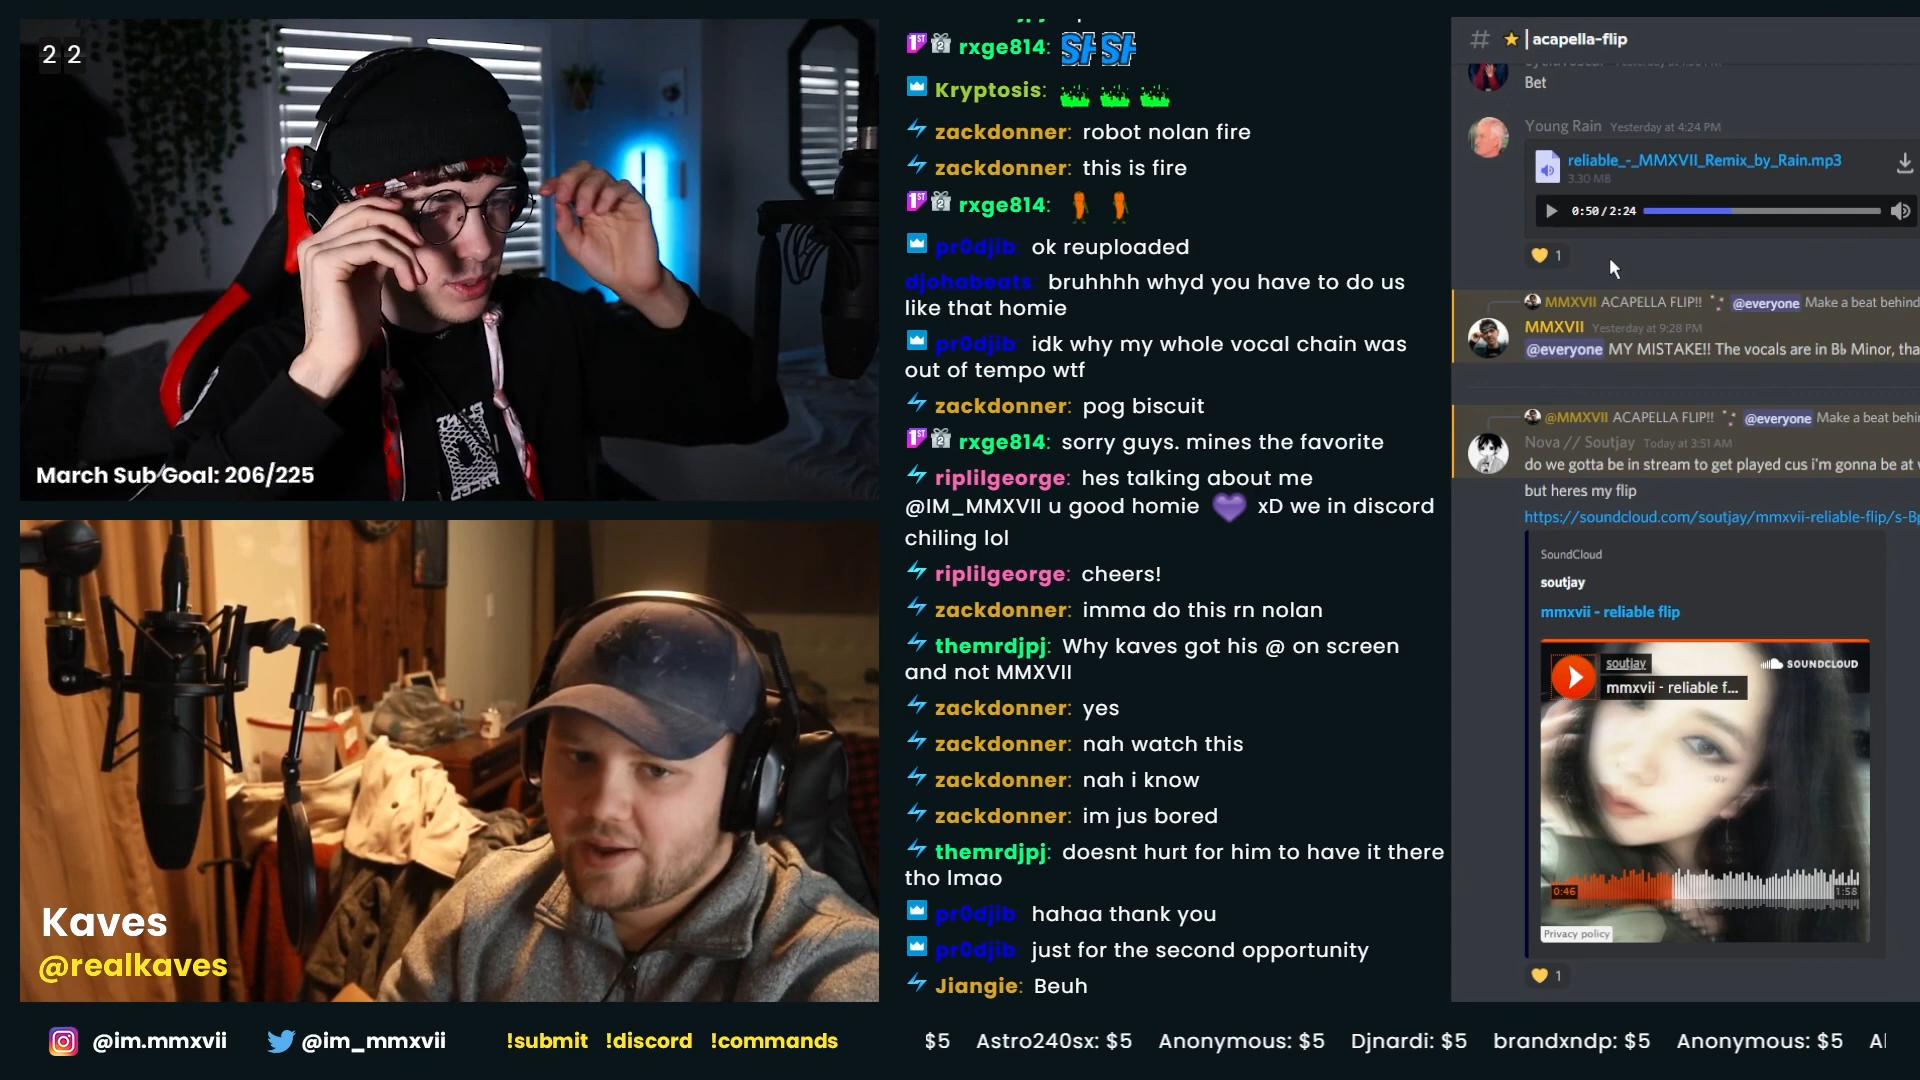 22
March Sub Goal: 206/225
Kaves
@realkaves
rxge814:
Kryptosis:
zackdonner: robot nolan fire
zackdonner: this is fire
rxge814:
pr0djib: ok reuploaded
djohabeats: bruhhhh whyd you have to do us
like that homie
pr0djib: idk why my whole vocal chain was
out of tempo wtf
zackdonner: pog biscuit
rxge814: sorry guys. mines the favorite
riplilgeorge: hes talking about me
@IM_MMXVII u good homie xD we in discord
chiling lol
riplilgeorge: cheers!
zackdonner: imma do this rn nolan
themrdjpj: Why kaves got his @ on screen
and not MMXVII
zackdonner: yes
zackdonner: nah watch this
zackdonner: nah i know
zackdonner: im jus bored
themrdjpj: doesnt hurt for him to have it there
tho lmao
pr0djib: hahaa thank you
pr0djib: just for the second opportunity
Jiangie: Beuh
# | acapella-flip
Bet
Young Rain Yesterday at 4:24 PM
reliable_-_MMXVII_Remix_by_Rain.mp3
3.30 MB
0:50/2:24
1
MMXVII ACAPELLA FLIP!! @everyone Make a beat behind
MMXVII Yesterday at 9:28 PM
@everyone MY MISTAKE!! The vocals are in B♭ Minor, tha
@MMXVII ACAPELLA FLIP!! @everyone Make a beat behin
Nova // Soutjay Today at 3:51 AM
do we gotta be in stream to get played cus i'm gonna be at
but heres my flip
https://soundcloud.com/soutjay/mmxvii-reliable-flip/s-Bp
SoundCloud
soutjay
mmxvii - reliable flip
soutjay
SOUNDCLOUD
mmxvii - reliable f...
0:46
1:58
Privacy policy
1
@im.mmxvii @im_mmxvii !submit !discord !commands
$5 Astro240sx: $5 Anonymous: $5 Djnardi: $5 brandxndp: $5 Anonymous: $5